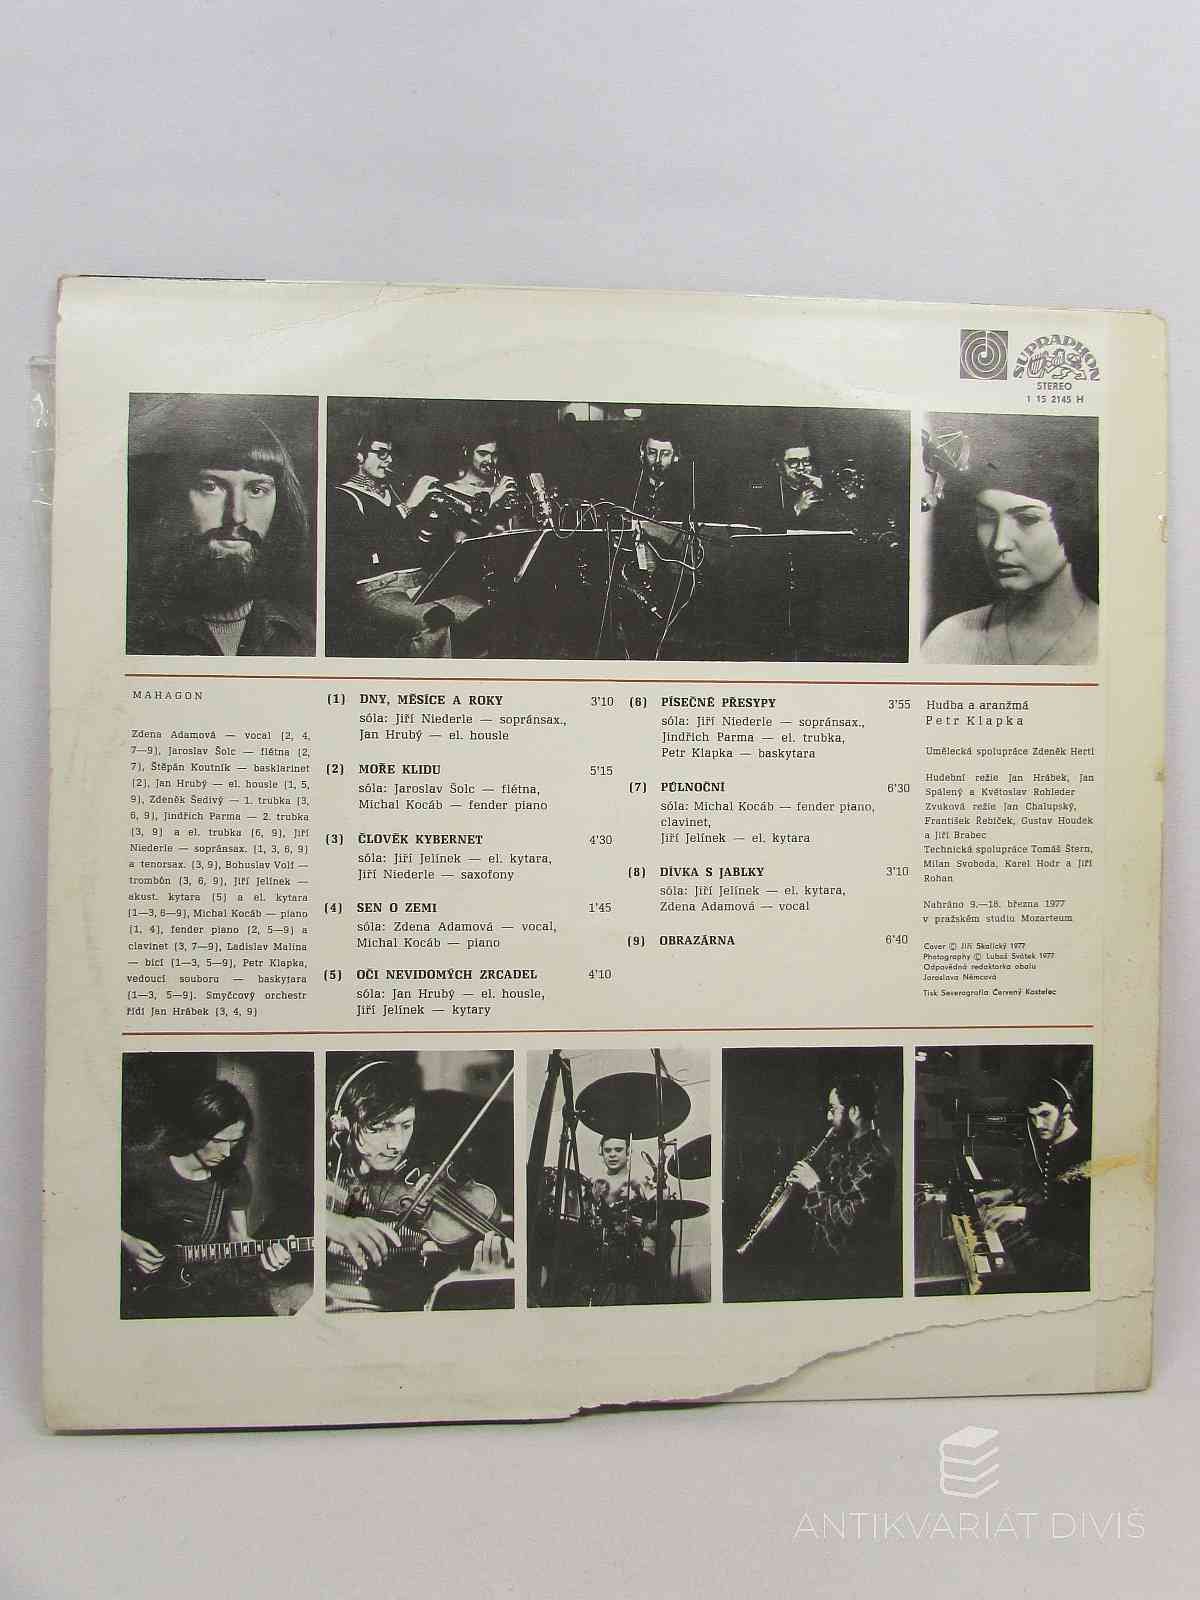 SUPRAPHON
STEREO
1 15 2145 H
MAHAGON
Zdena Adamová — vocal (2, 4,
7—9), Jaroslav Šolc — flétna (2,
7), Štěpán Koutník — basklarinet
(2), Jan Hrubý — el. housle (1, 5,
9), Zdeněk Šedivý — 1. trubka (3,
6, 9), Jindřich Parma — 2. trubka
(3, 9) a el. trubka (6, 9), Jiří
Niederle — sopránsax. (1, 3, 6, 9)
a tenorsax. (3, 9), Bohuslav Volf —
trombón (3, 6, 9), Jiří Jelínek —
akust. kytara (5) a el. kytara
(1—3, 6—9), Michal Kocáb — piano
(1, 4), fender piano (2, 5—9) a
clavinet (3, 7—9), Ladislav Malina
— bicí (1—3, 5—9), Petr Klapka,
vedoucí souboru — baskytara
(1—3, 5—9). Smyčcový orchestr
řídí Jan Hrábek (3, 4, 9)
(1) DNY, MĚSÍCE A ROKY 3'10
sóla: Jiří Niederle — sopránsax.,
Jan Hrubý — el. housle
(2) MOŘE KLIDU 5'15
sóla: Jaroslav Šolc — flétna,
Michal Kocáb — fender piano
(3) ČLOVĚK KYBERNET 4'30
sóla: Jiří Jelínek — el. kytara,
Jiří Niederle — saxofony
(4) SEN O ZEMI 1'45
sóla: Zdena Adamová — vocal,
Michal Kocáb — piano
(5) OČI NEVIDOMÝCH ZRCADEL 4'10
sóla: Jan Hrubý — el. housle,
Jiří Jelínek — kytary
(6) PÍSEČNÉ PŘESYPY 3'55
sóla: Jiří Niederle — sopránsax.,
Jindřich Parma — el. trubka,
Petr Klapka — baskytara
(7) PŮLNOČNÍ 6'30
sóla: Michal Kocáb — fender piano,
clavinet,
Jiří Jelínek — el. kytara
(8) DÍVKA S JABLKY 3'10
sóla: Jiří Jelínek — el. kytara,
Zdena Adamová — vocal
(9) OBRAZÁRNA 6'40
Hudba a aranžmá
Petr Klapka
Umělecká spolupráce Zdeněk Hertl
Hudební režie Jan Hrábek, Jan
Spálený a Květoslav Rohleder
Zvuková režie Jan Chalupský,
František Řebíček, Gustav Houdek
a Jiří Brabec
Technická spolupráce Tomáš Štern,
Milan Svoboda, Karel Hodr a Jiří
Rohan
Nahráno 9.—18. března 1977
v pražském studiu Mozarteum
Cover © Jiří Skalický 1977
Photography © Luboš Svátek 1977
Odpovědná redaktorka obalu
Jaroslava Němcová
Tisk Severografia Červený Kostelec
ANTIKVARIÁT DIVIŠ